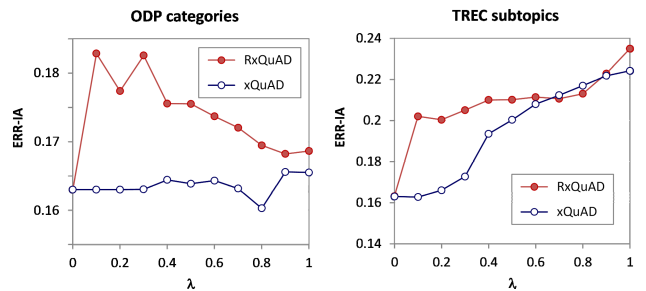 ODP categories
ERR-IA
0.18
0.17
0.16
RxQuAD
xQuAD
0 0.2 0.4 0.6 0.8 1
λ
TREC subtopics
ERR-IA
0.24
0.22
0.2
0.18
0.16
0.14
RxQuAD
xQuAD
0 0.2 0.4 0.6 0.8 1
λ